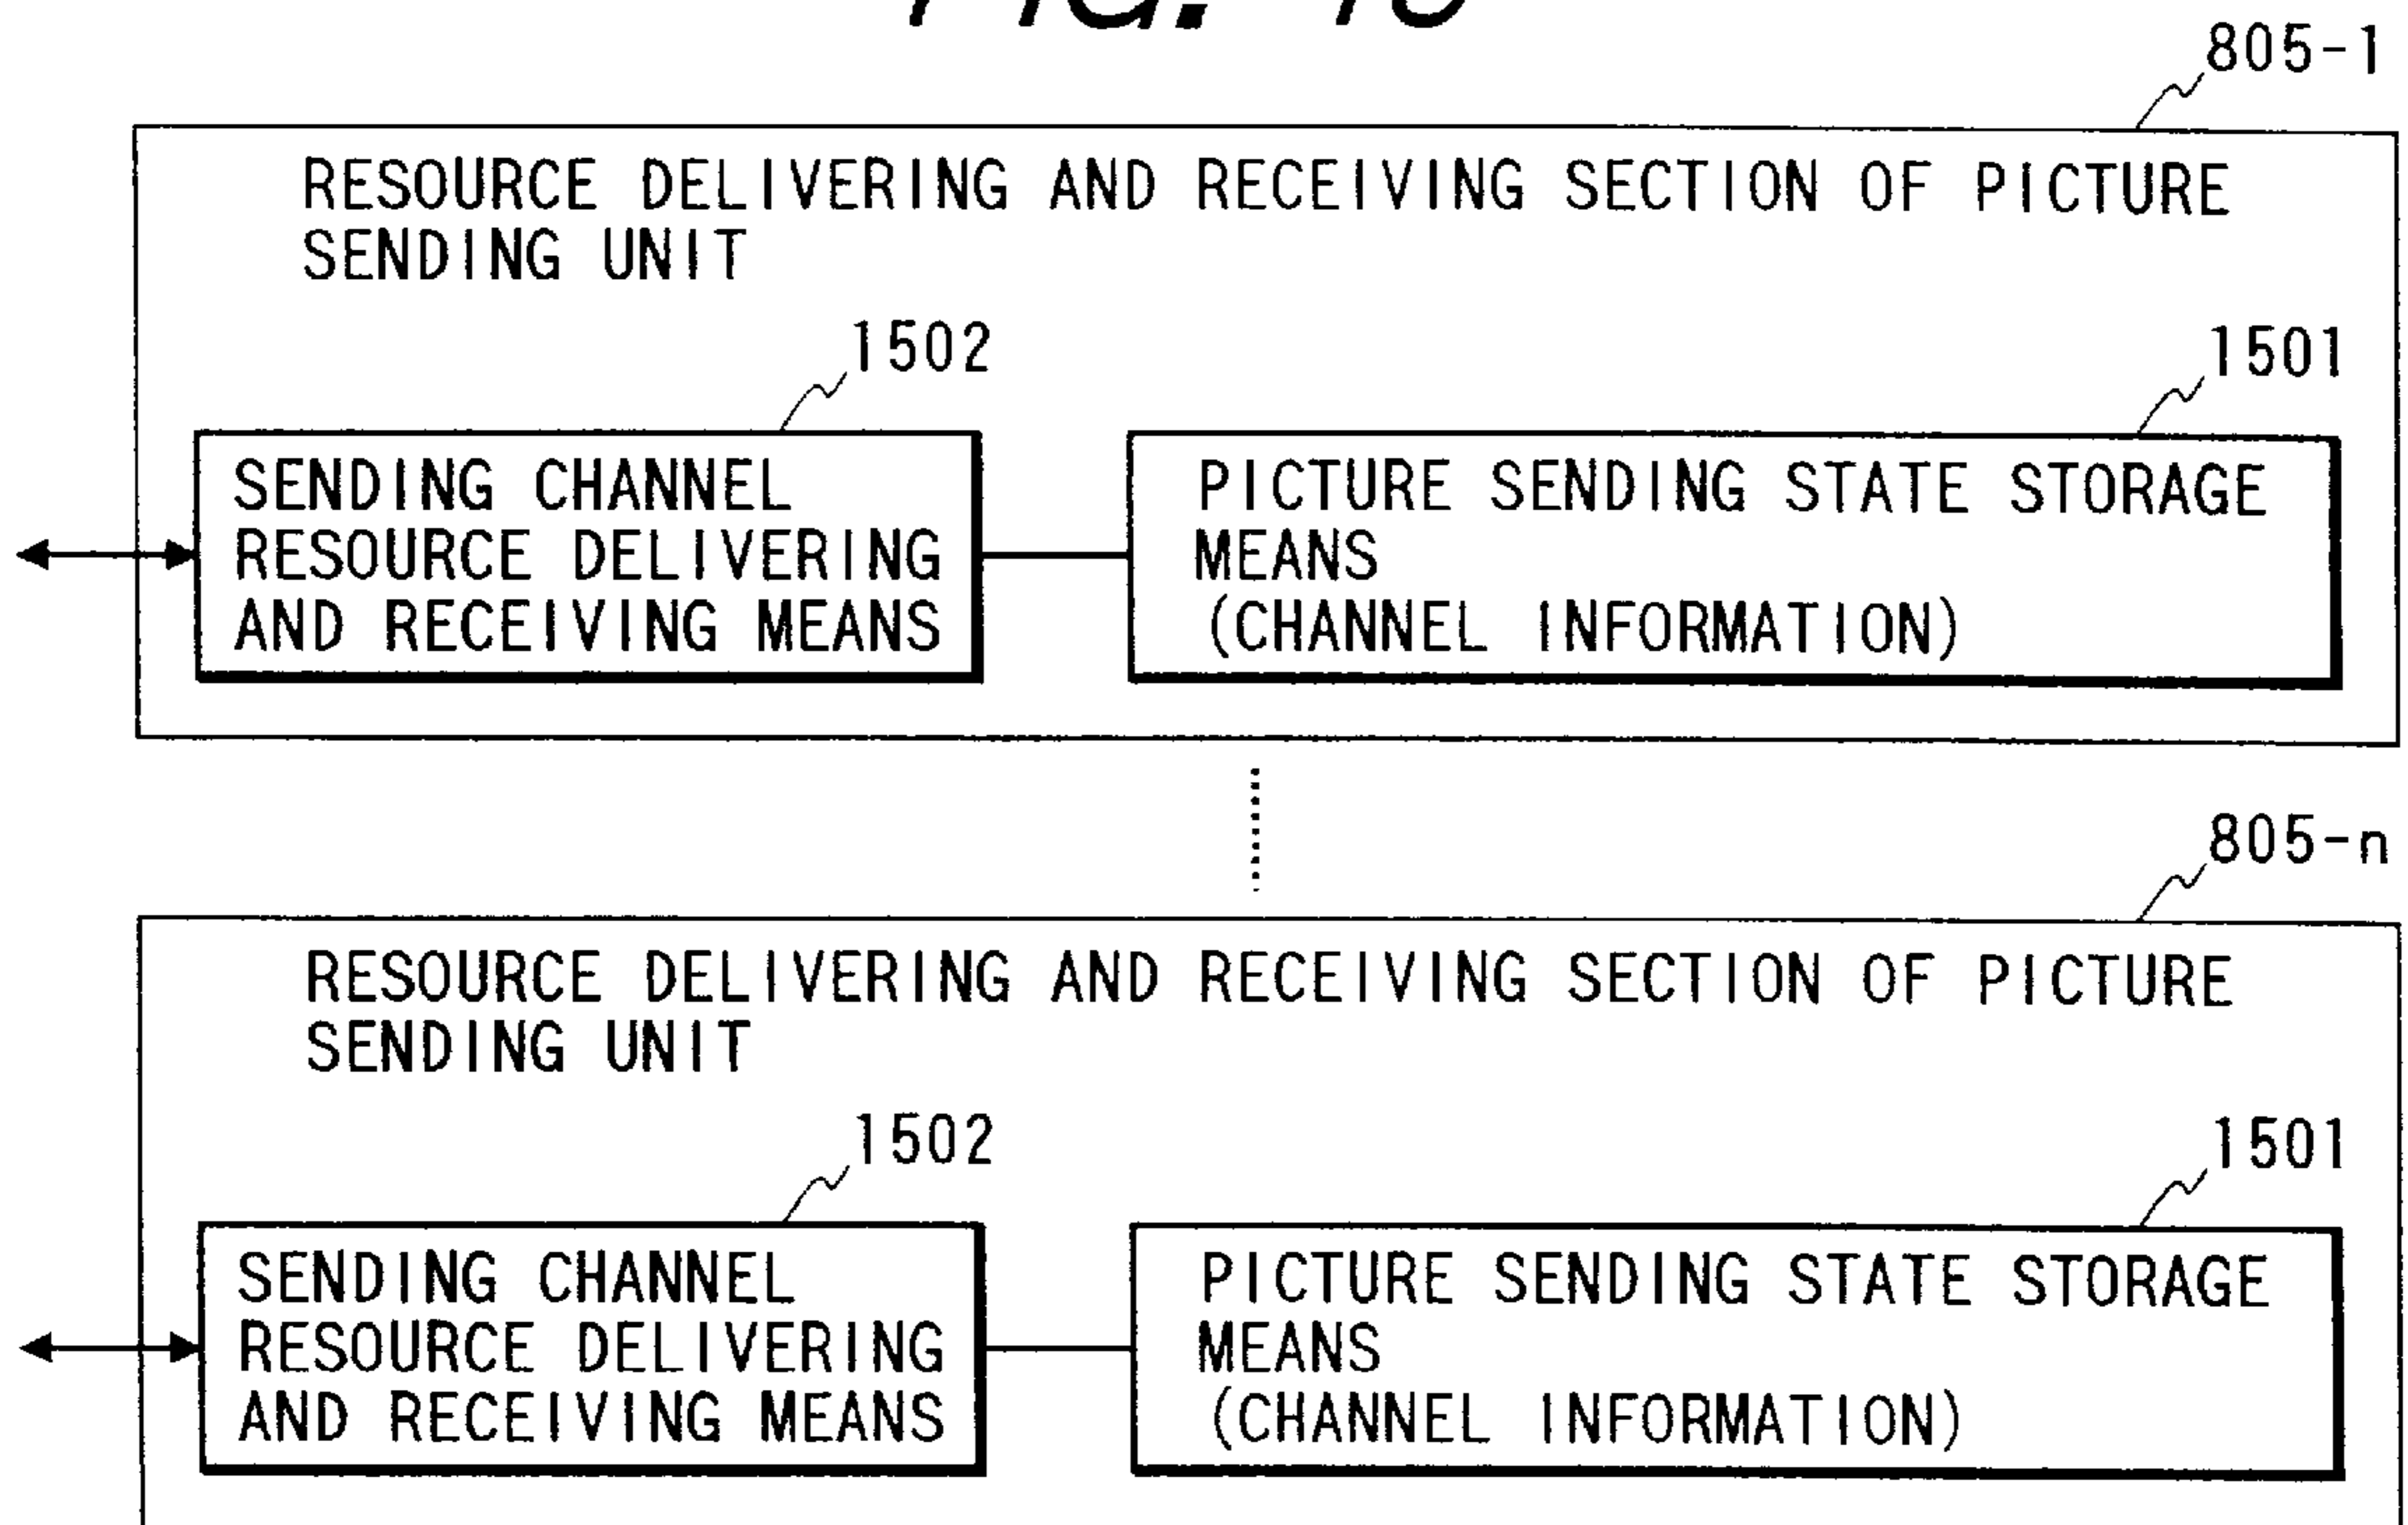 FIG.
805-1
RESOURCE DELIVERING AND RECEIVING SECTION OF PICTURE
SENDING UNIT
1502
1501
SENDING CHANNEL
RESOURCE DELIVERING
AND RECEIVING MEANS
PICTURE SENDING STATE STORAGE
MEANS
(CHANNEL INFORMATION)
805-n
RESOURCE DELIVERING AND RECEIVING SECTION OF PICTURE
SENDING UNIT
1502
1501
SENDING CHANNEL
RESOURCE DELIVERING
AND RECEIVING MEANS
PICTURE SENDING STATE STORAGE
MEANS
(CHANNEL INFORMATION)